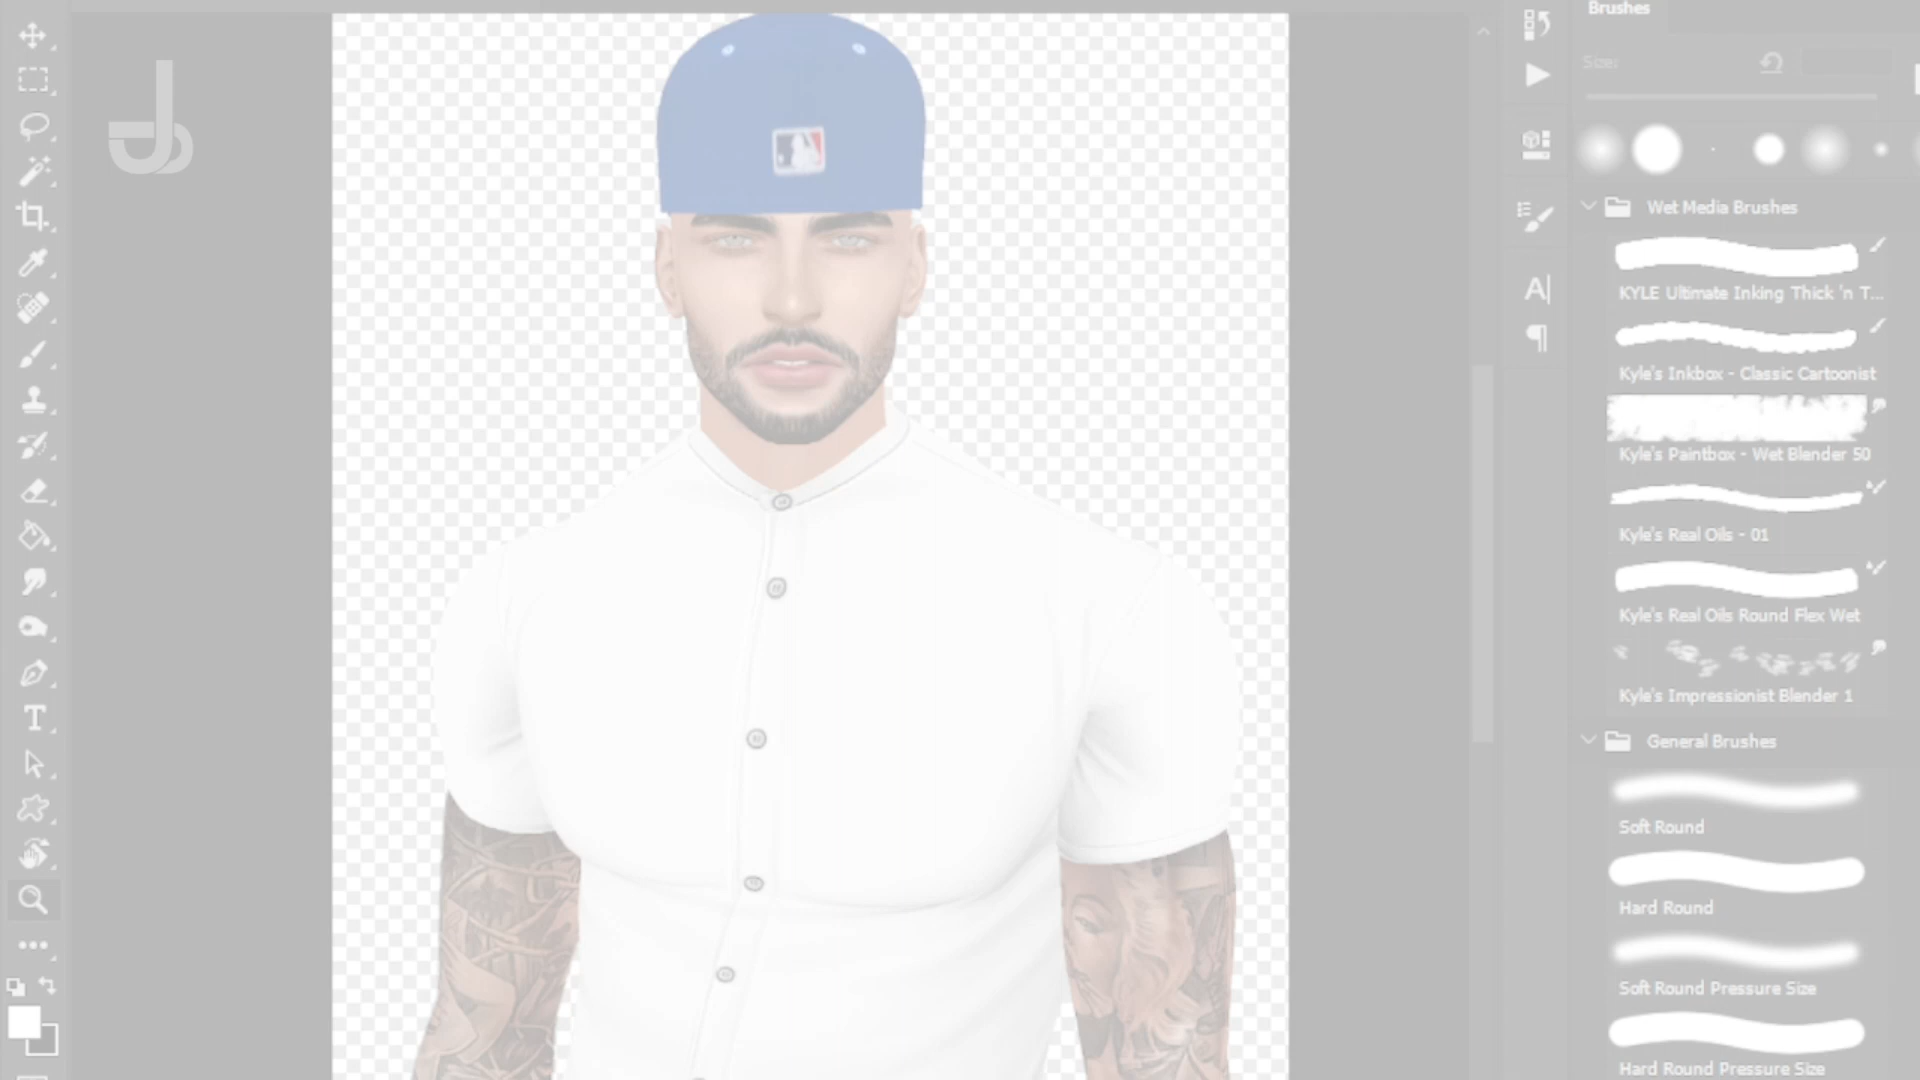 Brushes
Size:
Wet Media Brushes
KYLE Ultimate Inking Thick 'n T...
Kyle's Inkbox - Classic Cartoonist
Kyle's Paintbox - Wet Blender 50
Kyle's Real Oils - 01
Kyle's Real Oils Round Flex Wet
Kyle's Impressionist Blender 1
General Brushes
Soft Round
Hard Round
Soft Round Pressure Size
Hard Round Pressure Size